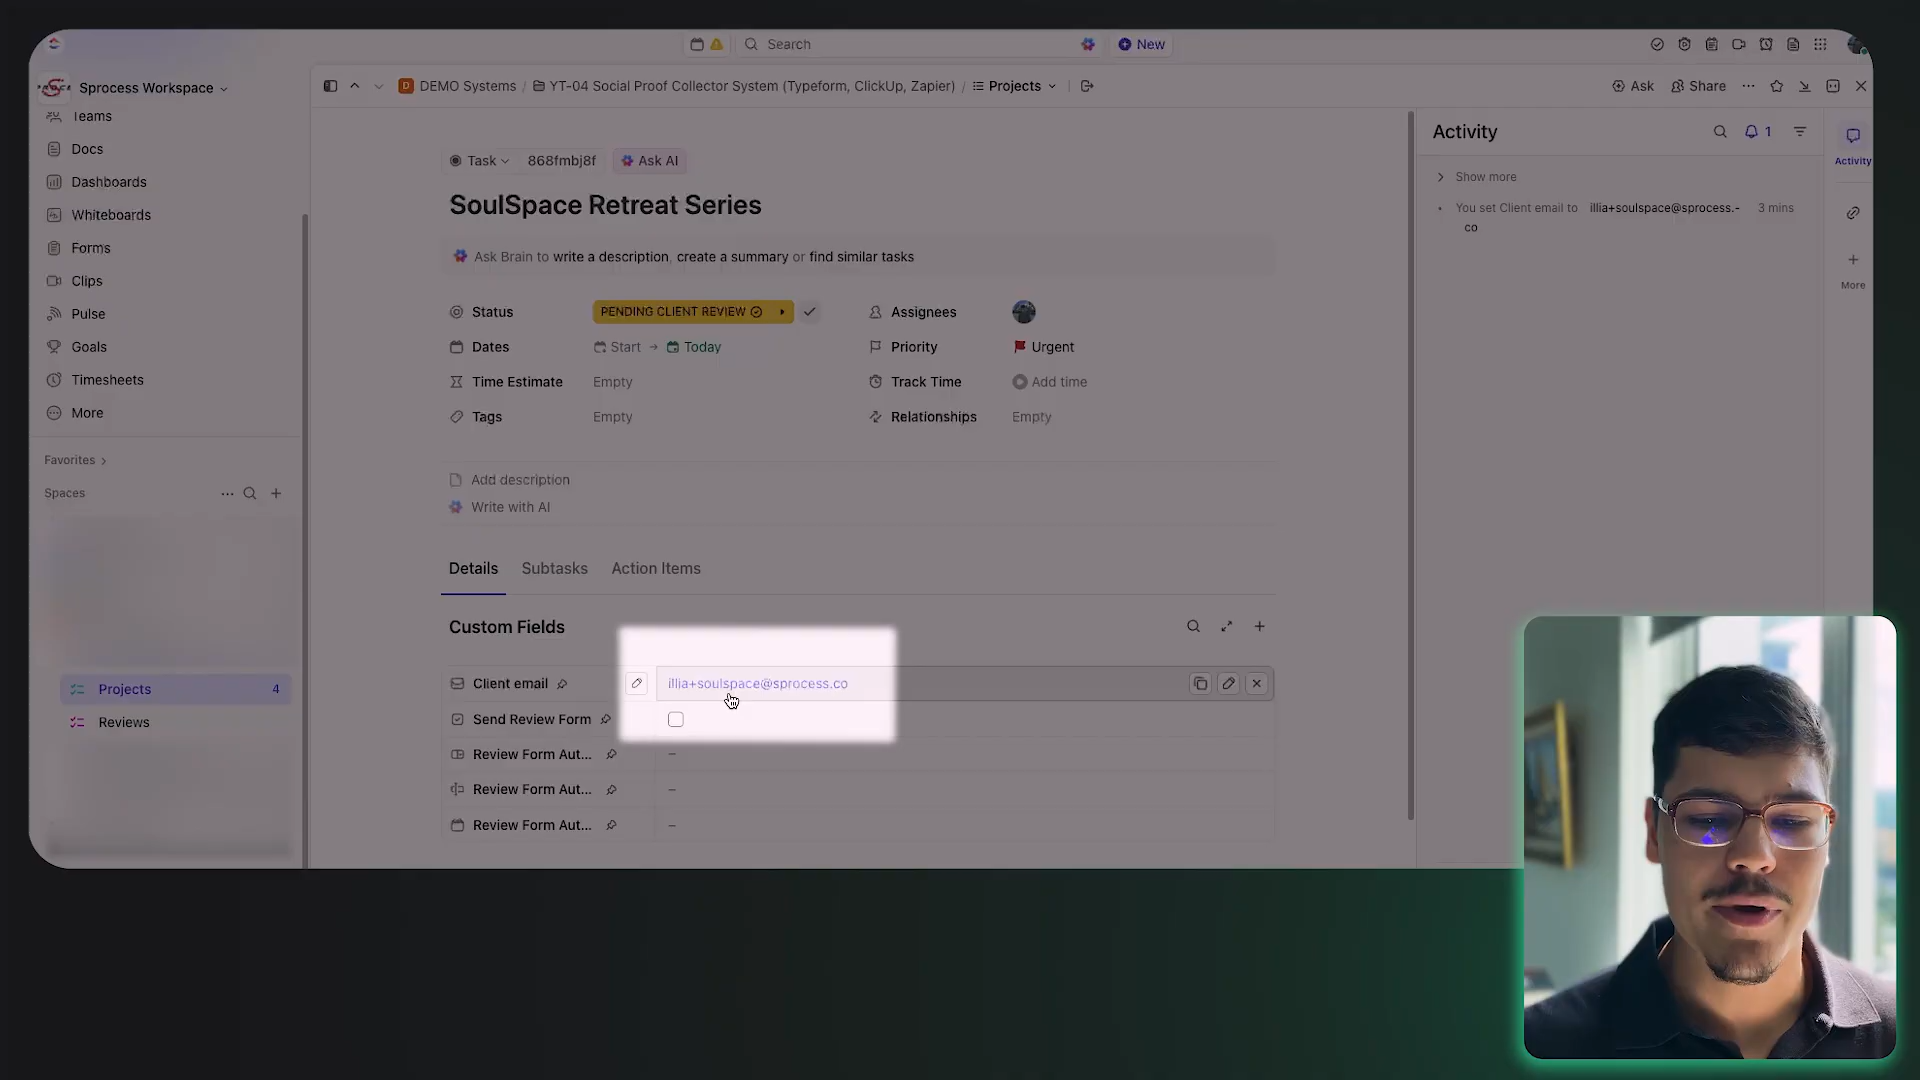 Search
New
Sprocess Workspace
DEMO Systems / YT-04 Social Proof Collector System (Typeform, ClickUp, Zapier) / Projects
Ask
Share
Teams
Docs
Dashboards
Whiteboards
Forms
Clips
Pulse
Goals
Timesheets
More
Favorites
Spaces
Projects 4
Reviews
Task 868fmbj8f Ask AI
SoulSpace Retreat Series
Ask Brain to write a description, create a summary or find similar tasks
Status PENDING CLIENT REVIEW Assignees
Dates Start → Today Priority Urgent
Time Estimate Empty Track Time Add time
Tags Empty Relationships Empty
Add description
Write with AI
Details Subtasks Action Items
Custom Fields
Client email illia+soulspace@sprocess.co
Send Review Form
Review Form Aut... –
Review Form Aut... –
Review Form Aut... –
Activity
1
Show more
You set Client email to illia+soulspace@sprocess.- 3 mins
co
Activity
More